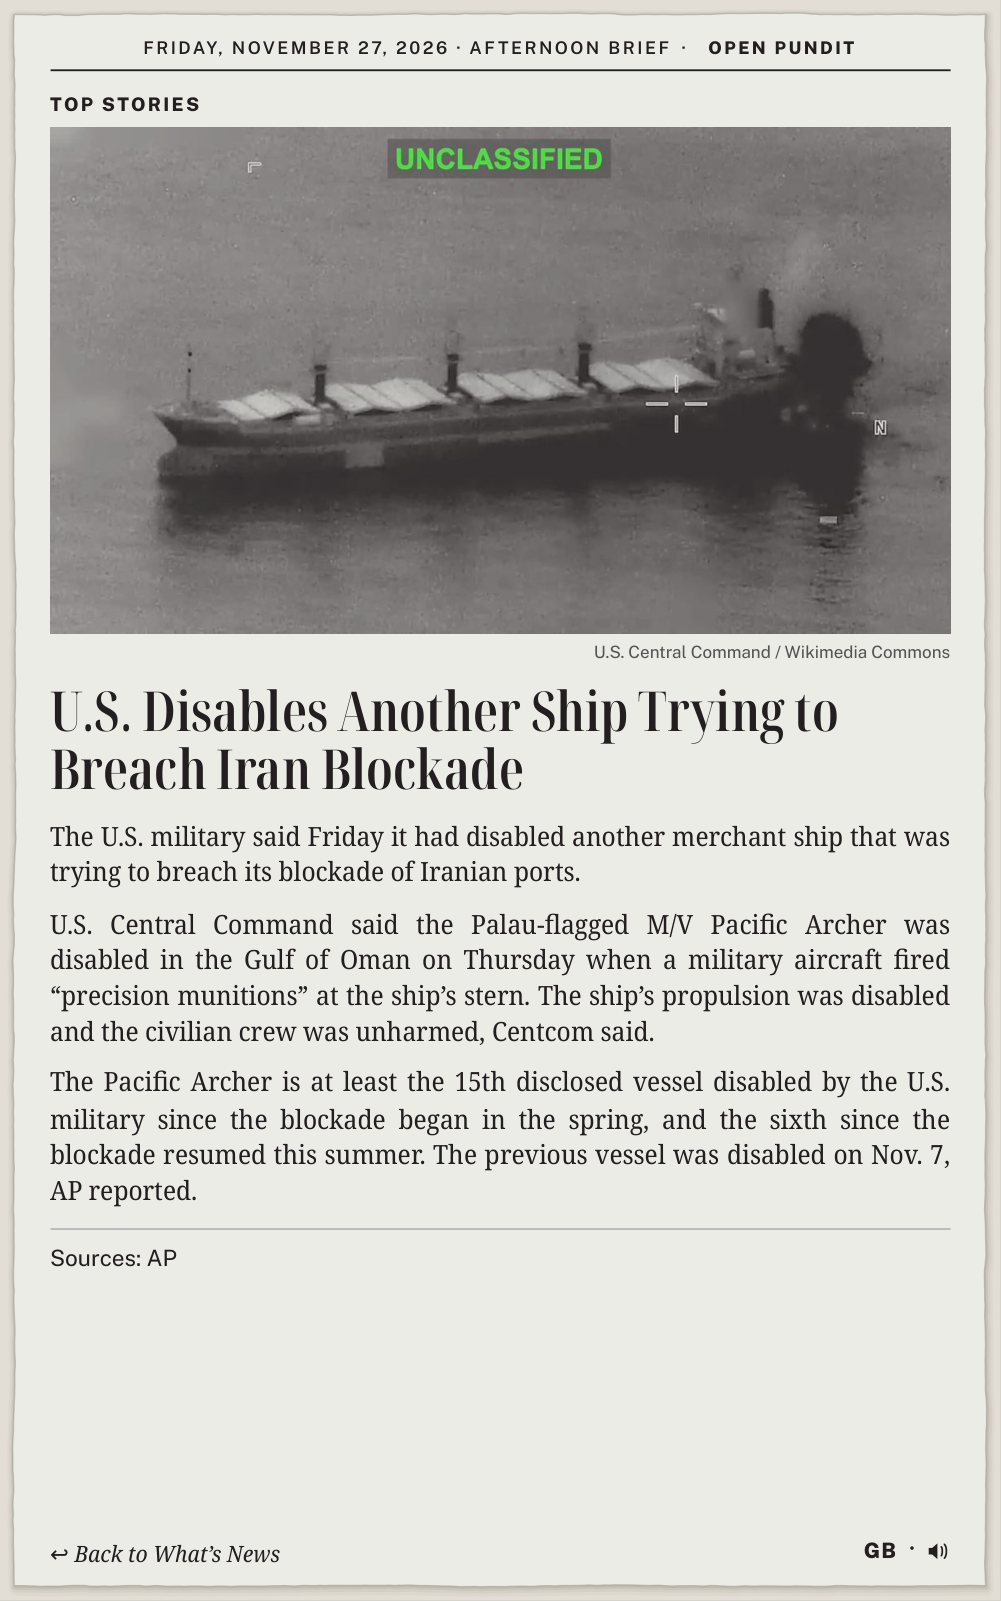 FRIDAY, NOVEMBER 27, 2026 · AFTERNOON BRIEF · OPEN PUNDIT
TOP STORIES
UNCLASSIFIED
N
U.S. Central Command / Wikimedia Commons
U.S. Disables Another Ship Trying to
Breach Iran Blockade
The U.S. military said Friday it had disabled another merchant ship that was
trying to breach its blockade of Iranian ports.
U.S. Central Command said the Palau-flagged M/V Pacific Archer was
disabled in the Gulf of Oman on Thursday when a military aircraft fired
“precision munitions” at the ship’s stern. The ship’s propulsion was disabled
and the civilian crew was unharmed, Centcom said.
The Pacific Archer is at least the 15th disclosed vessel disabled by the U.S.
military since the blockade began in the spring, and the sixth since the
blockade resumed this summer. The previous vessel was disabled on Nov. 7,
AP reported.
Sources: AP
↩ Back to What’s News
GB ·